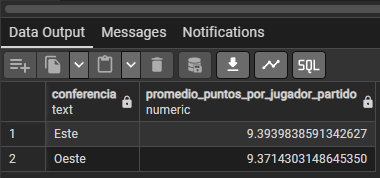 Data Output Messages Notifications
SQL
conferencia promedio_puntos_por_jugador_partido
text numeric
1 Este 9.3939838591342627
2 Oeste 9.3714303148645350